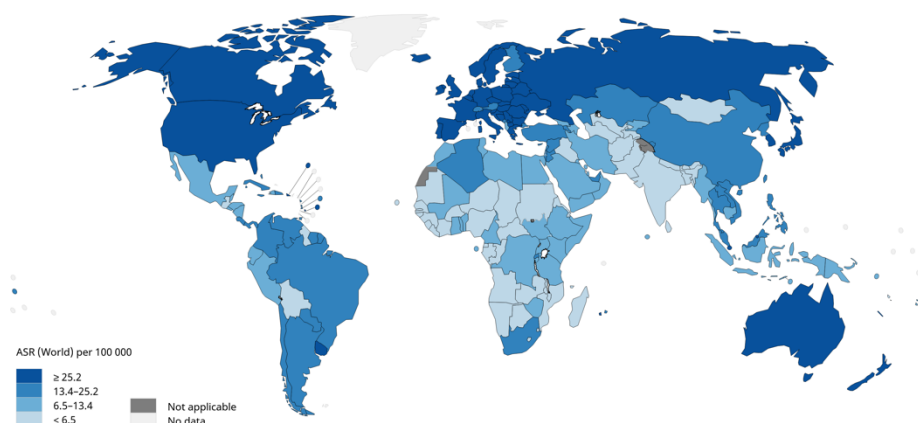 ASR (World) per 100 000
≥ 25.2
13.4–25.2
6.5–13.4
< 6.5
Not applicable
No data